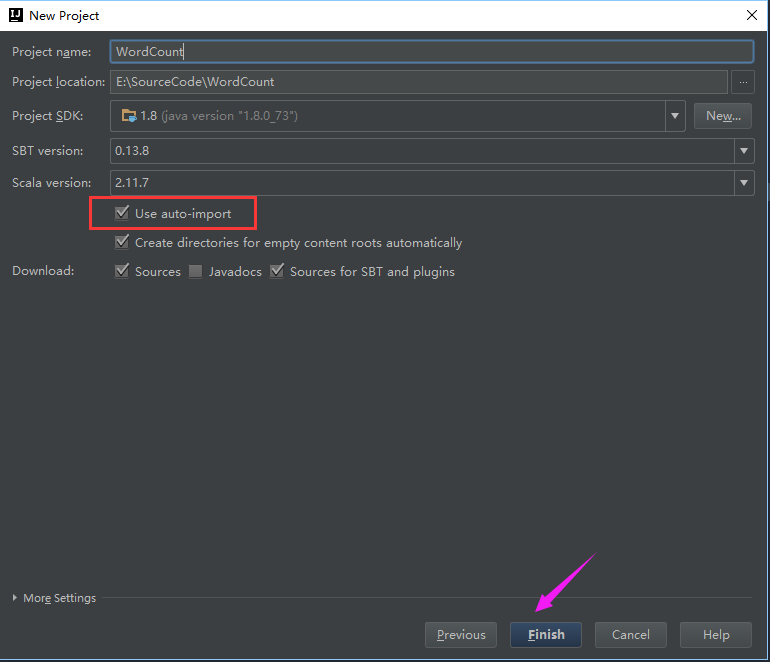 New Project
Project name: WordCount
Project location: E:\SourceCode\WordCount ...
Project SDK: 1.8 (java version "1.8.0_73") New...
SBT version: 0.13.8
Scala version: 2.11.7
Use auto-import
Create directories for empty content roots automatically
Download: Sources Javadocs Sources for SBT and plugins
More Settings
Previous Finish Cancel Help